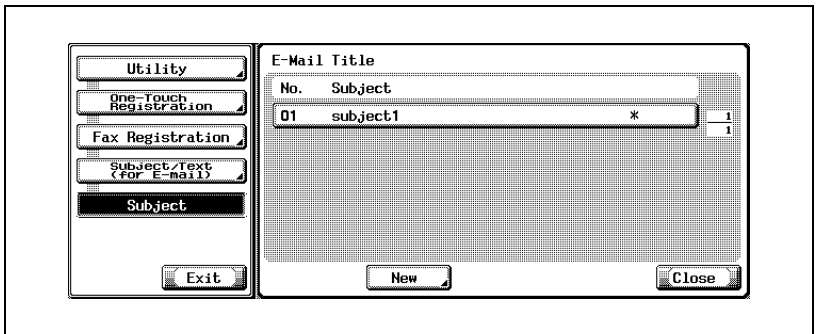 Utility
One-Touch
Registration
Fax Registration
Subject/Text
(for E-mail)
Subject
Exit
E-Mail Title
No. Subject
01 subject1 *
1
1
New
Close